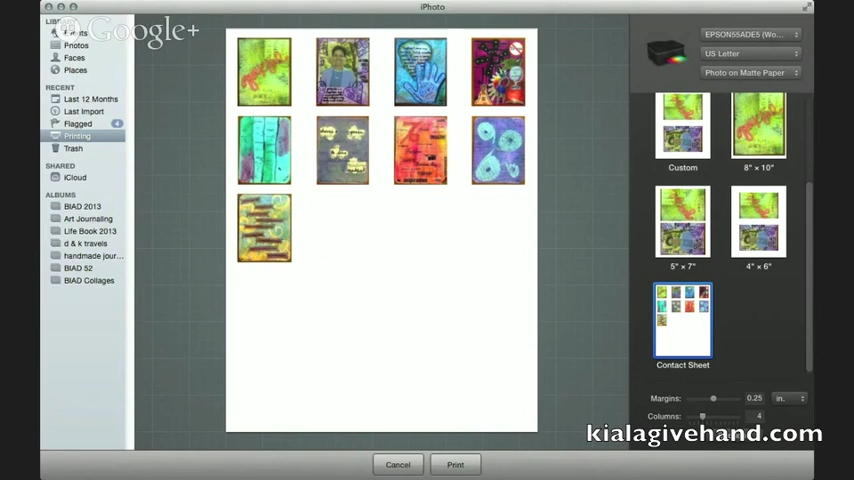 iPhoto
Google+
LIBRARY
Events
Photos
Faces
Places
RECENT
Last 12 Months
Last Import
Flagged 4
Printing
Trash
SHARED
iCloud
ALBUMS
BIAD 2013
Art Journaling
Life Book 2013
d & k travels
handmade jour...
BIAD 52
BIAD Collages
EPSON55ADE5 (Wo...
US Letter
Photo on Matte Paper
Custom
8" × 10"
5" × 7"
4" × 6"
Contact Sheet
Margins: 0.25 in.
Columns: 4
kialagivehand.com
Cancel
Print